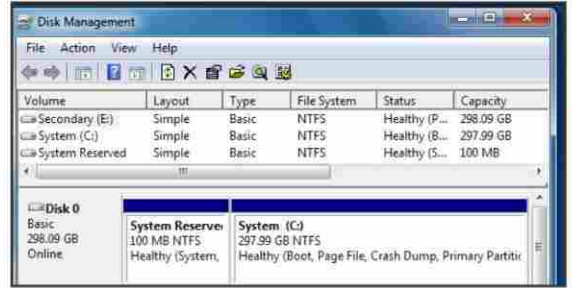 Disk Management
File Action View Help
Volume Layout Type File System Status Capacity
Secondary (E:) Simple Basic NTFS Healthy (P... 298.09 GB
System (C:) Simple Basic NTFS Healthy (B... 297.99 GB
System Reserved Simple Basic NTFS Healthy (S... 100 MB
Disk 0
Basic
298.09 GB
Online
System Reserve
100 MB NTFS
Healthy (System,
System (C:)
297.99 GB NTFS
Healthy (Boot, Page File, Crash Dump, Primary Partitic